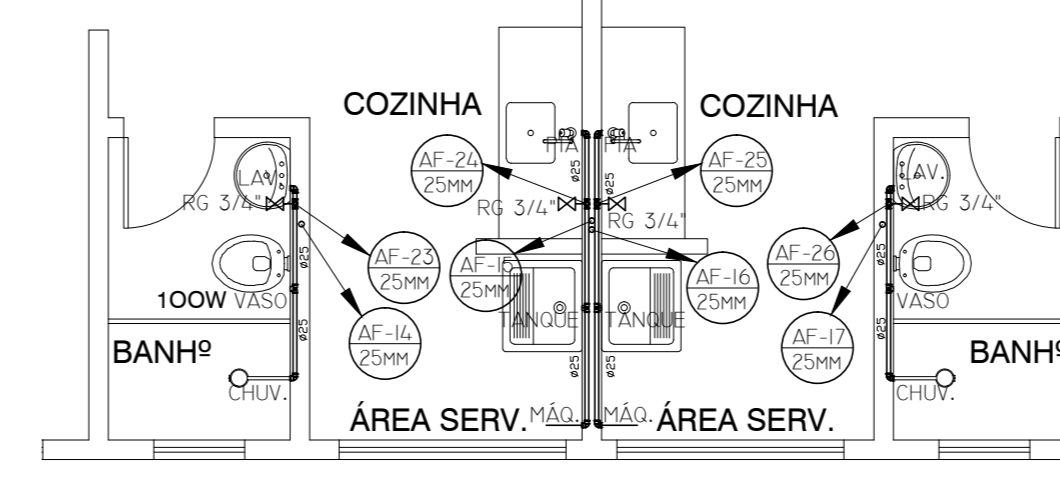 COZINHA
COZINHA
PIA
PIA
AF-24
25MM
AF-25
25MM
ø25
ø25
LAV.
LAV.
RG 3/4"
RG 3/4"
RG 3/4"
RG 3/4"
AF-23
25MM
AF-15
25MM
AF-16
25MM
AF-26
25MM
ø25
ø25
100W
VASO
VASO
AF-14
25MM
TANQUE
TANQUE
AF-17
25MM
ø25
ø25
BANHº
BANHº
ø25
ø25
CHUV.
CHUV.
ÁREA SERV.
MÁQ.
MÁQ.
ÁREA SERV.